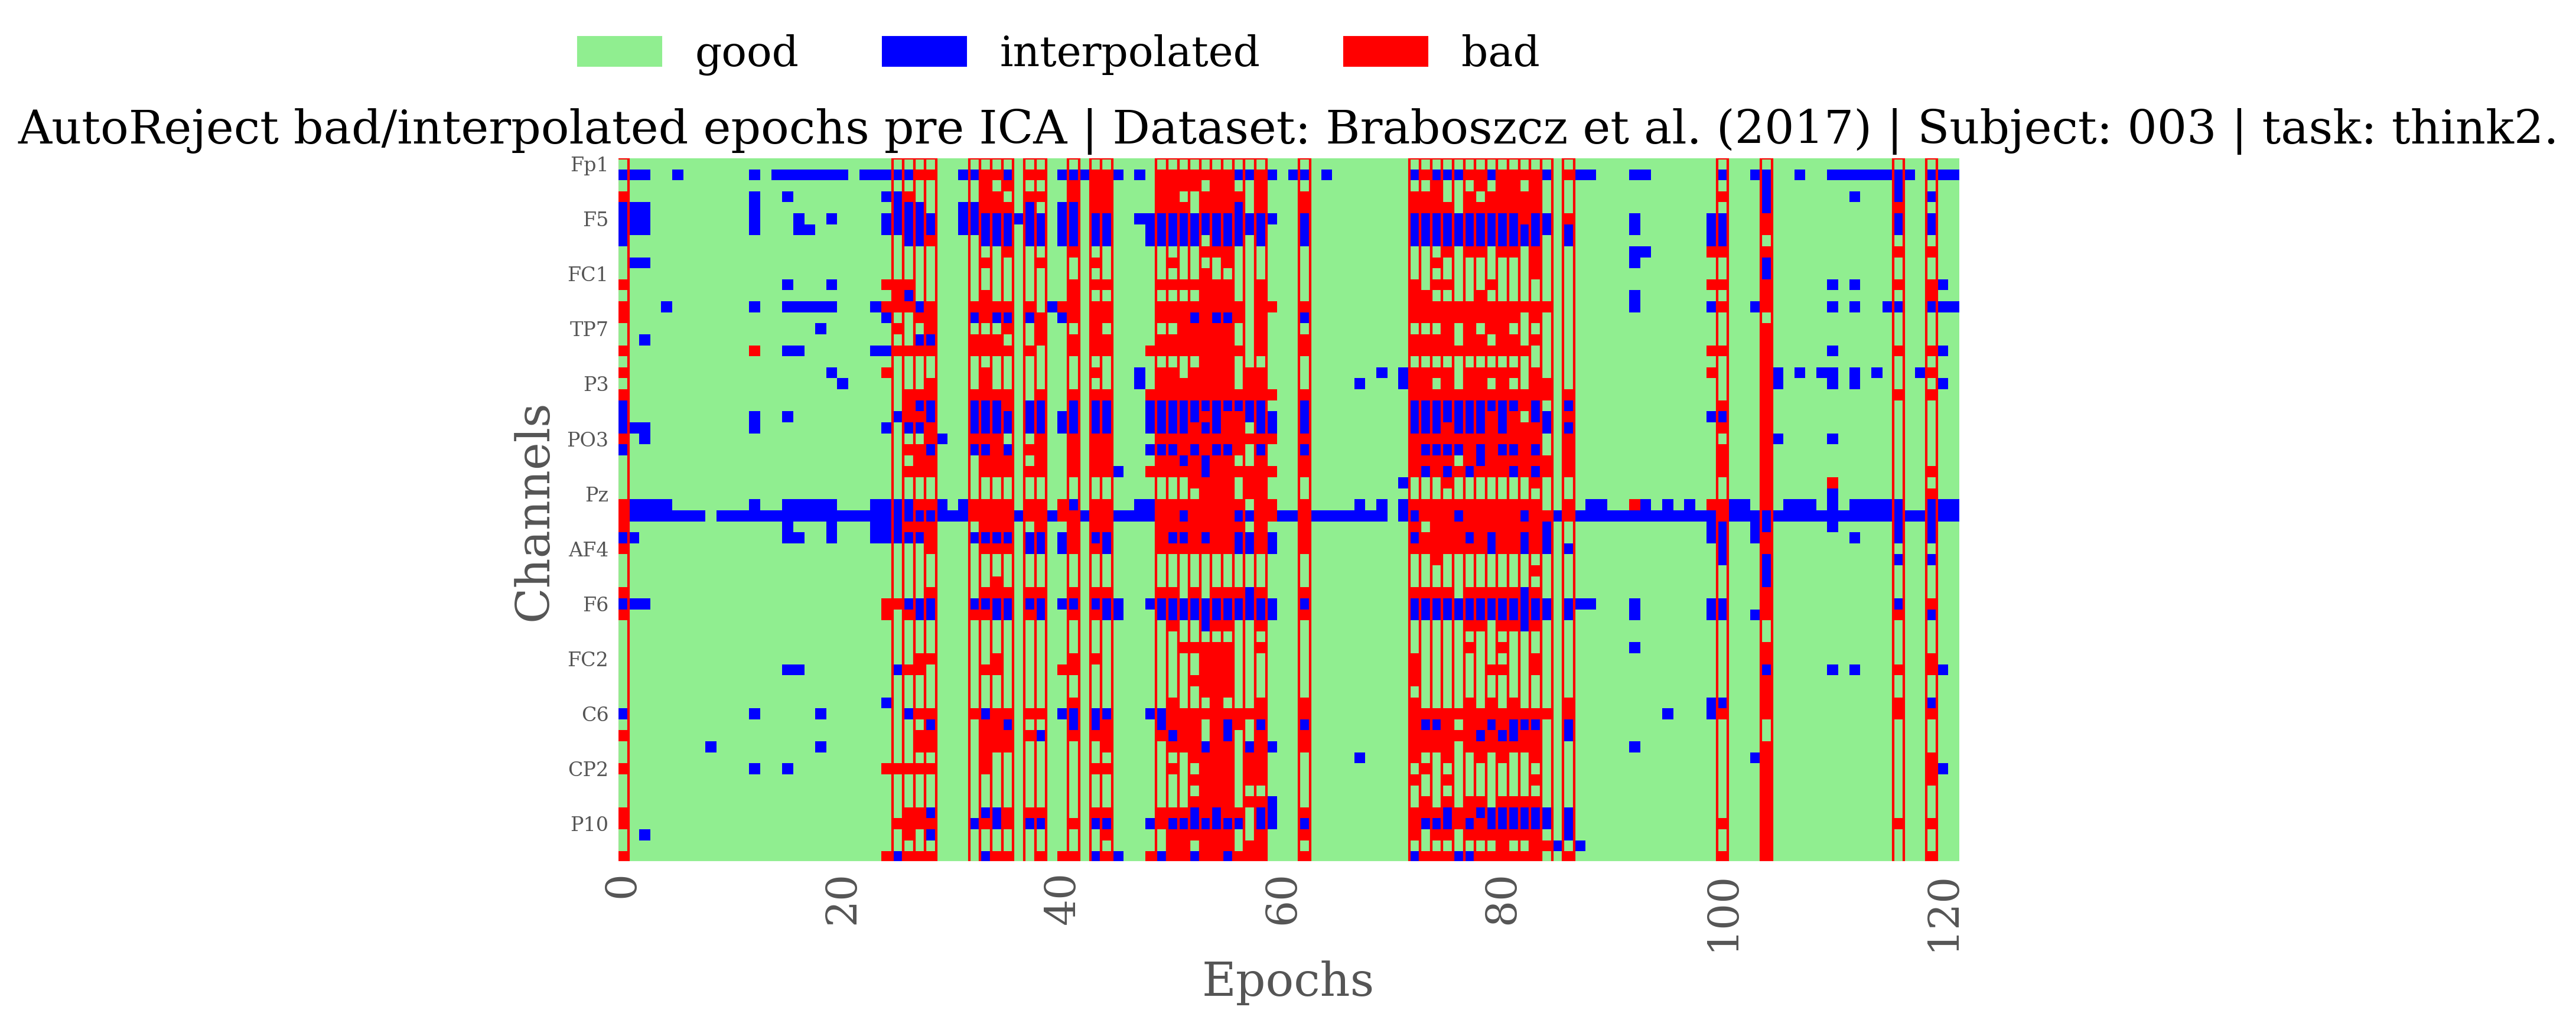 good interpolated bad
AutoReject bad/interpolated epochs pre ICA | Dataset: Braboszcz et al. (2017) | Subject: 003 | task: think2.
Channels
Fp1
F5
FC1
TP7
P3
PO3
Pz
AF4
F6
FC2
C6
CP2
P10
0 20 40 60 80 100 120
Epochs